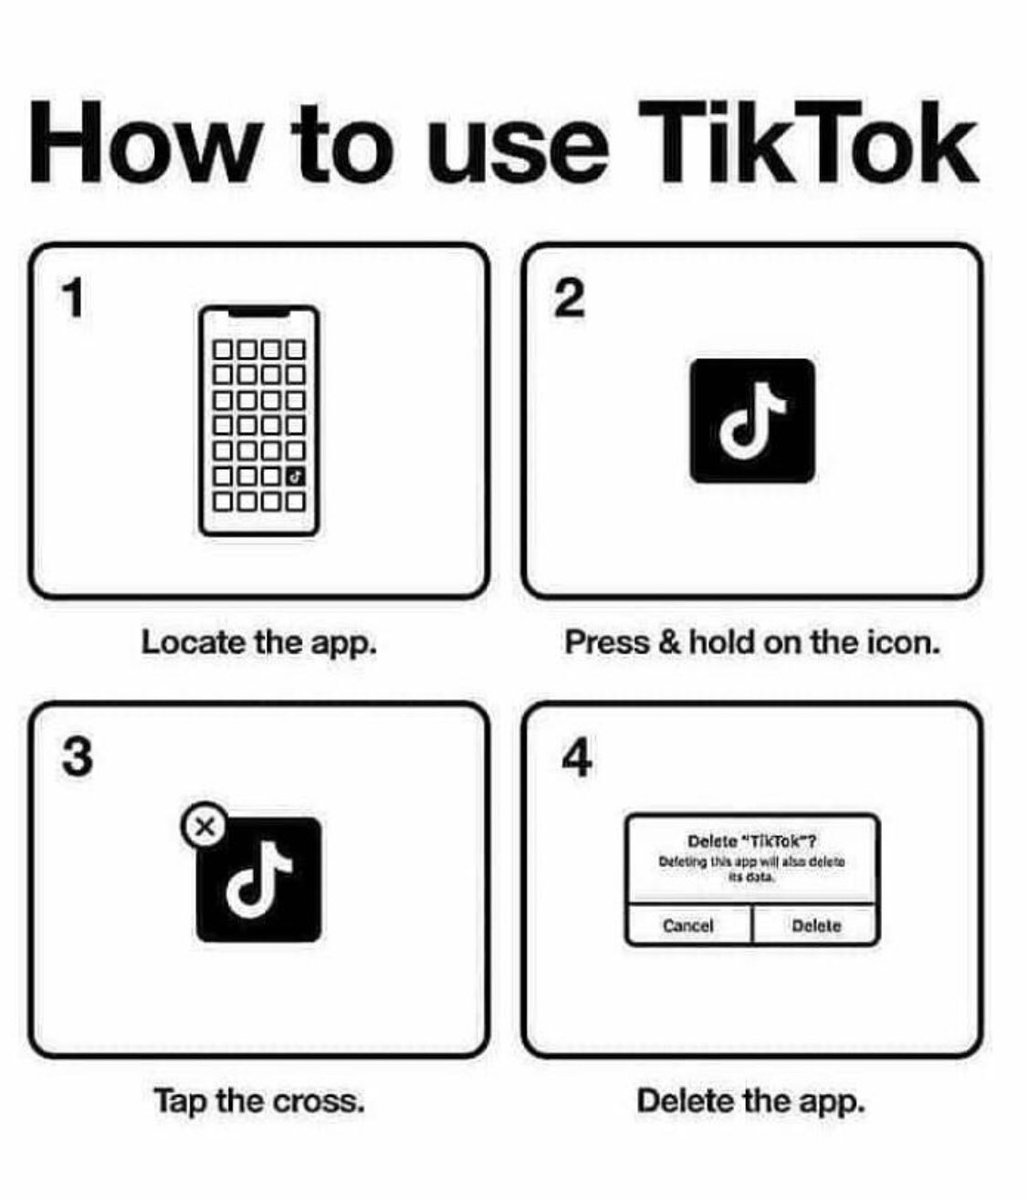 How to use TikTok
1
2
Locate the app.
Press & hold on the icon.
3
4
Delete "TikTok"?
Deleting this app will also delete
its data.
Cancel
Delete
Tap the cross.
Delete the app.